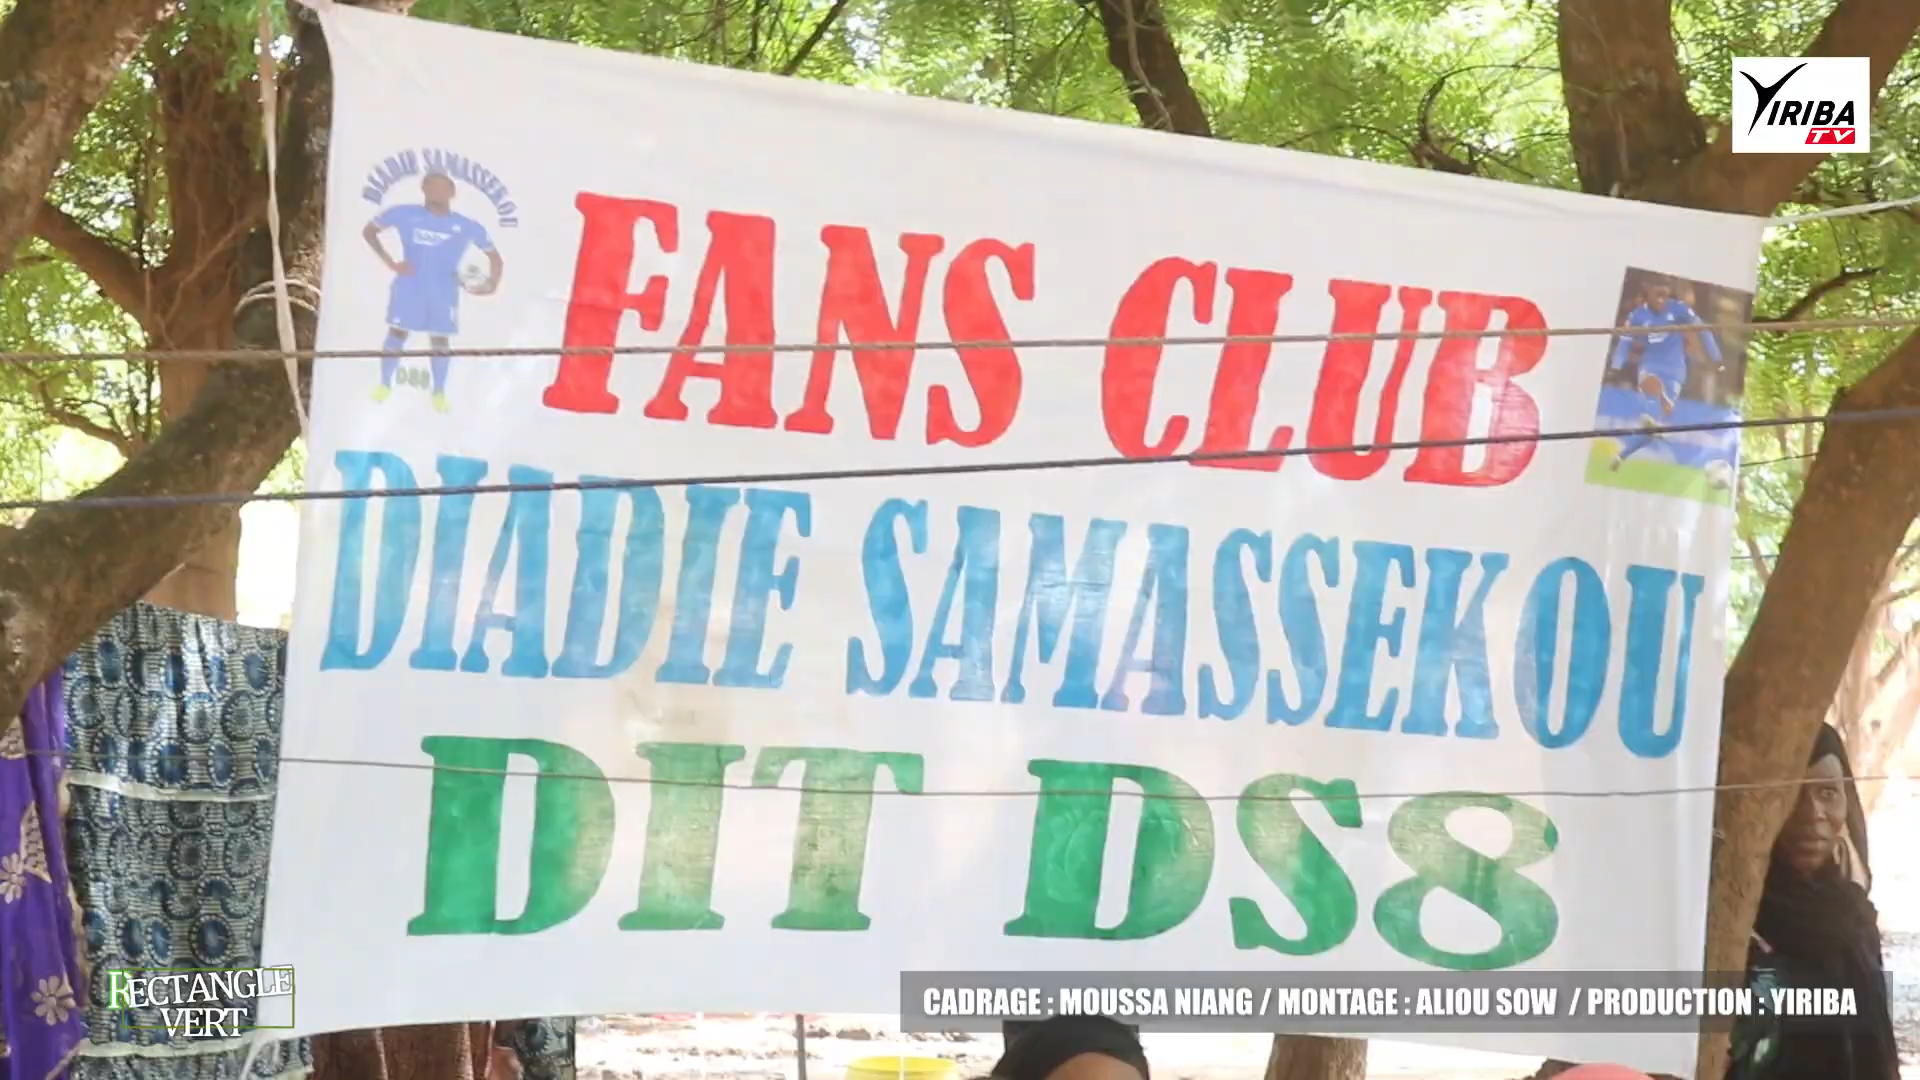 YIRIBA
TV
DIADIE SAMASSEKOU
DS8
FANS CLUB
DIADIE SAMASSEKOU
DIT DS8
RECTANGLE
VERT
CADRAGE : MOUSSA NIANG / MONTAGE : ALIOU SOW / PRODUCTION : YIRIBA